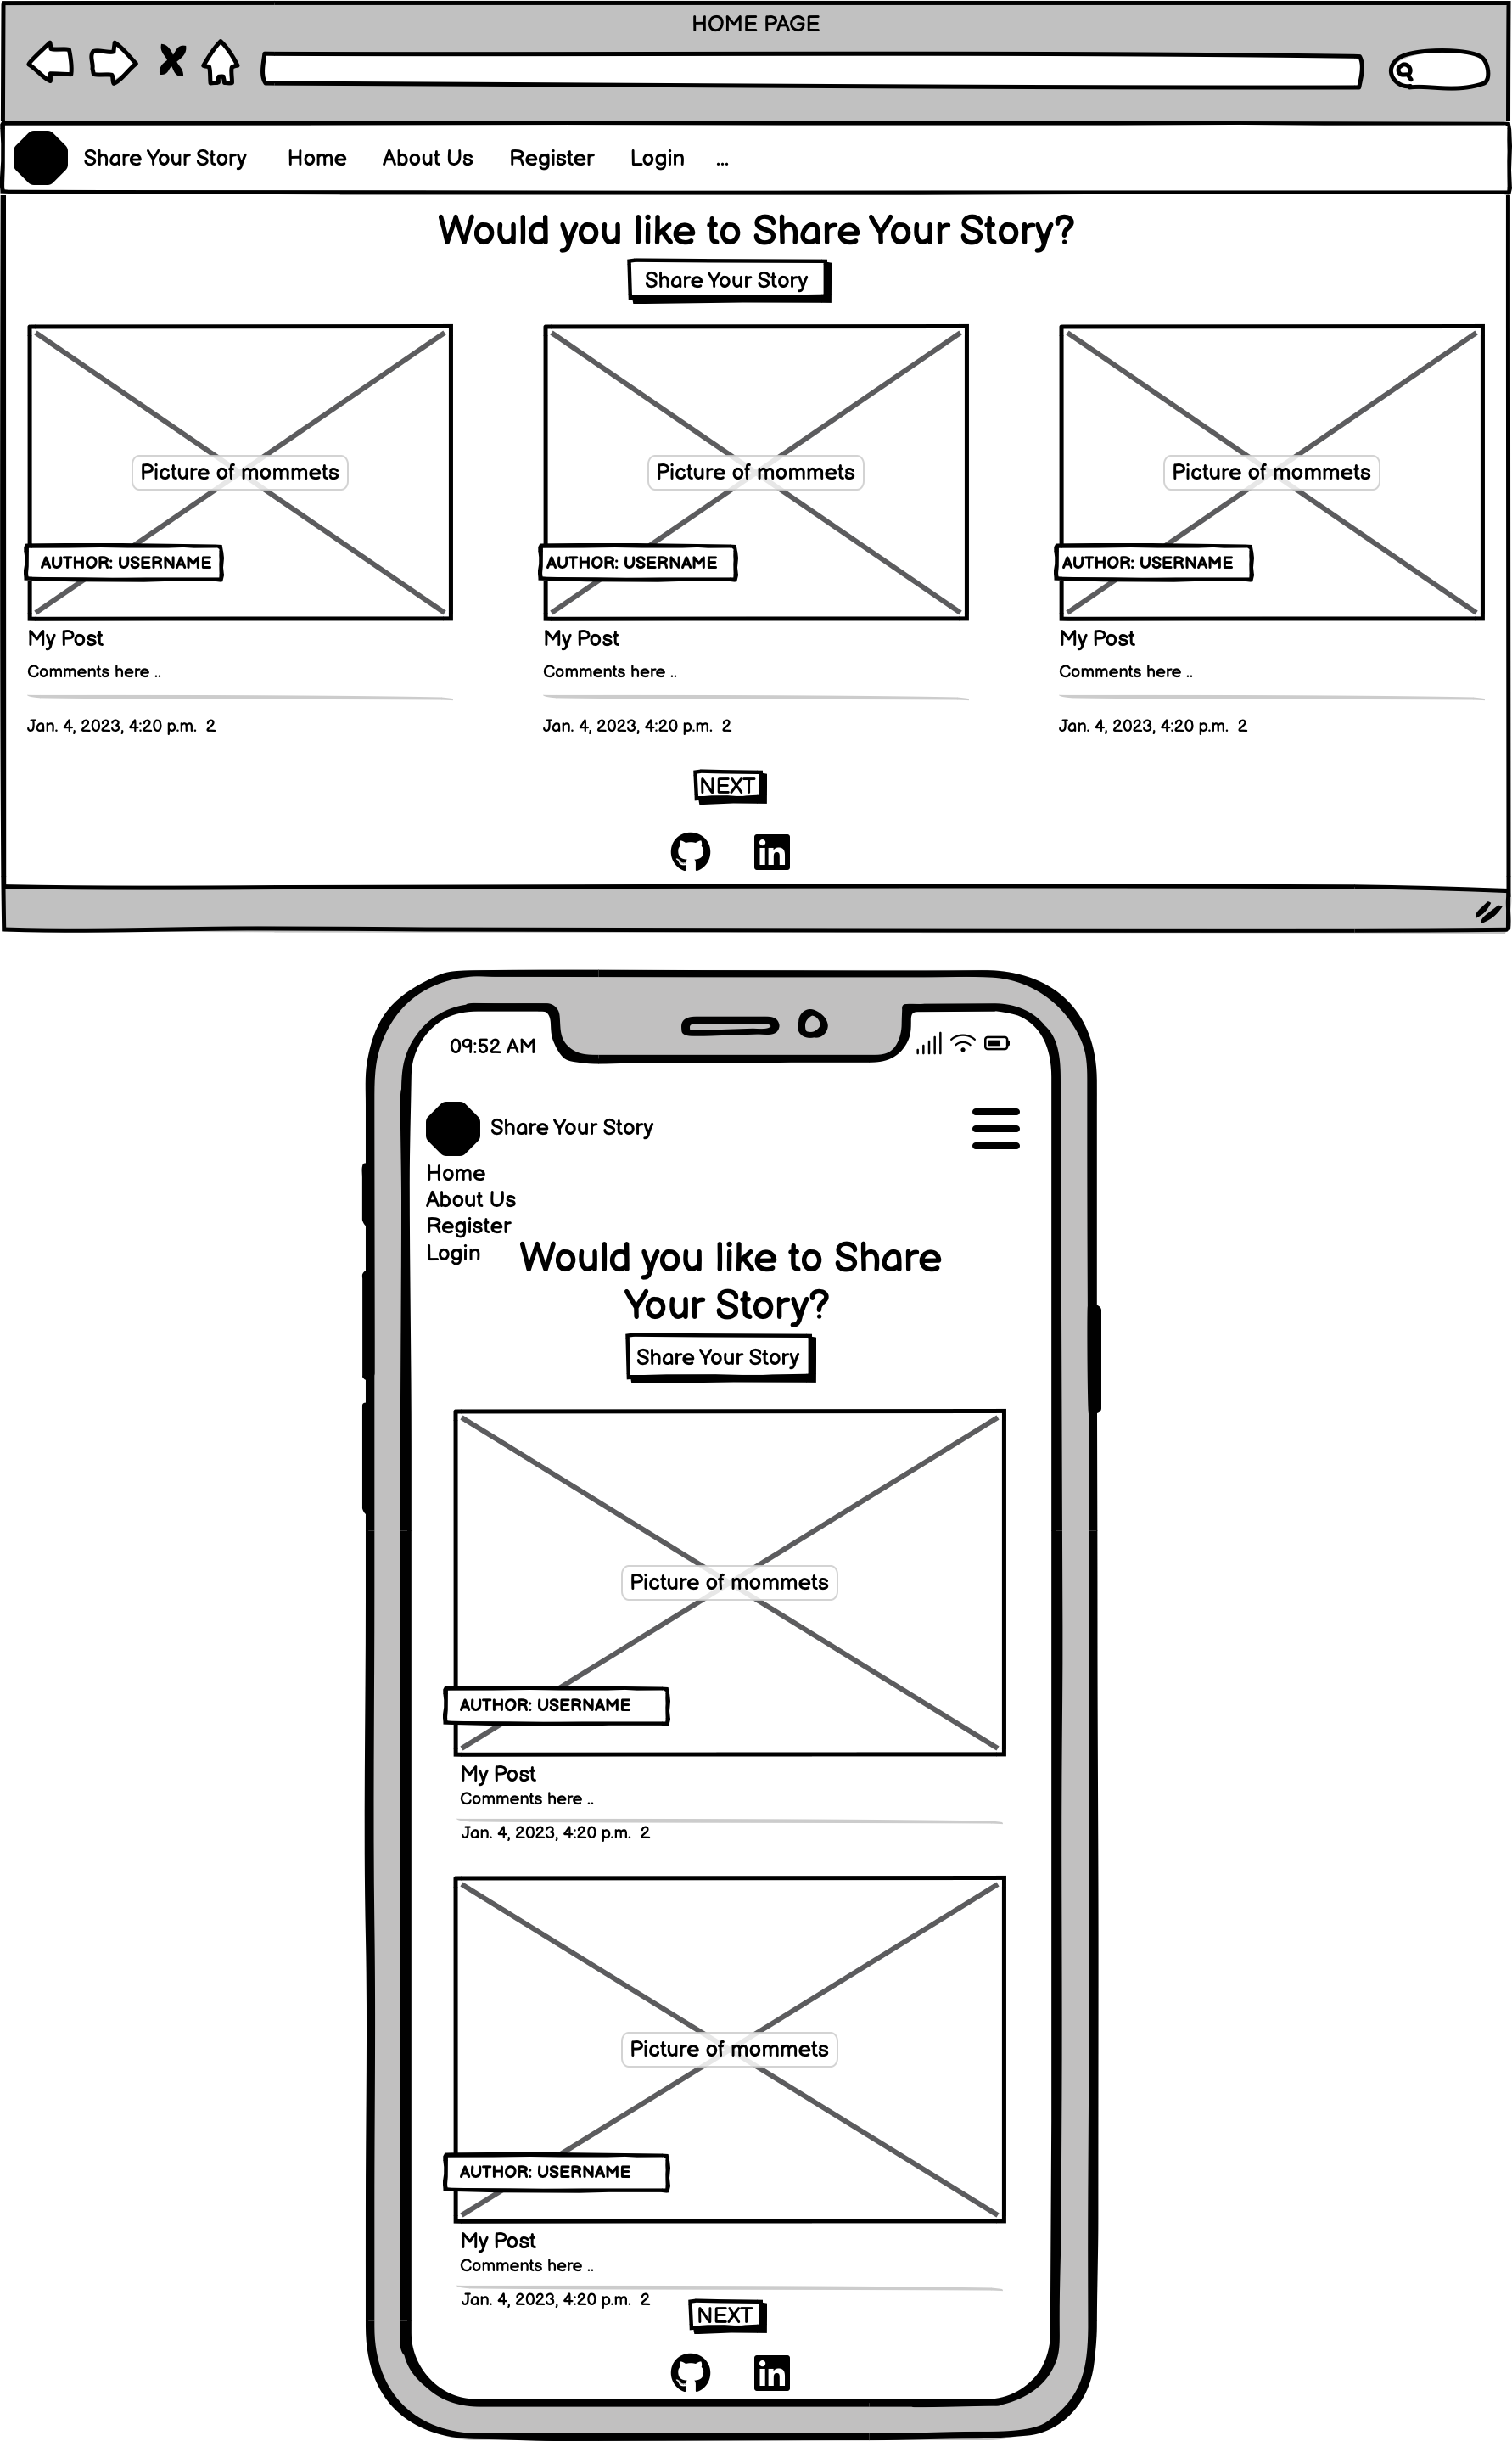 HOME PAGE
Share Your Story Home About Us Register Login ...
Would you like to Share Your Story?
Share Your Story
Picture of mommets Picture of mommets Picture of mommets
AUTHOR: USERNAME AUTHOR: USERNAME AUTHOR: USERNAME
My Post My Post My Post
Comments here .. Comments here .. Comments here ..
Jan. 4, 2023, 4:20 p.m. 2 Jan. 4, 2023, 4:20 p.m. 2 Jan. 4, 2023, 4:20 p.m. 2
NEXT
in
09:52 AM
Share Your Story
Home
About Us
Register
Login
Would you like to Share
Your Story?
Share Your Story
Picture of mommets
AUTHOR: USERNAME
My Post
Comments here ..
Jan. 4, 2023, 4:20 p.m. 2
Picture of mommets
AUTHOR: USERNAME
My Post
Comments here ..
Jan. 4, 2023, 4:20 p.m. 2
NEXT
in